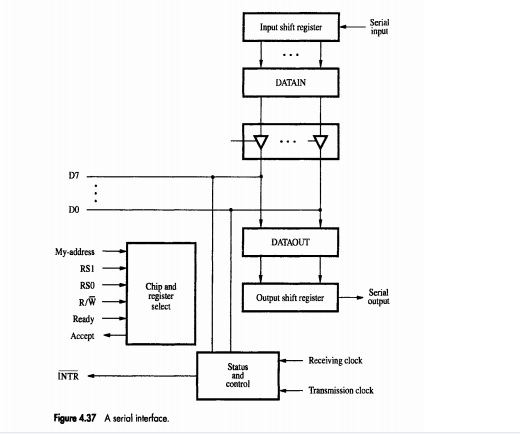 Input shift register
Serial
input
DATAIN
D7
D0
DATAOUT
My-address
RS1
RS0
R/W̅
Ready
Accept
Chip and
register
select
Output shift register
Serial
output
Status
and
control
Receiving clock
I̅N̅T̅R̅
Transmission clock
Figure 4.37 A serial interface.